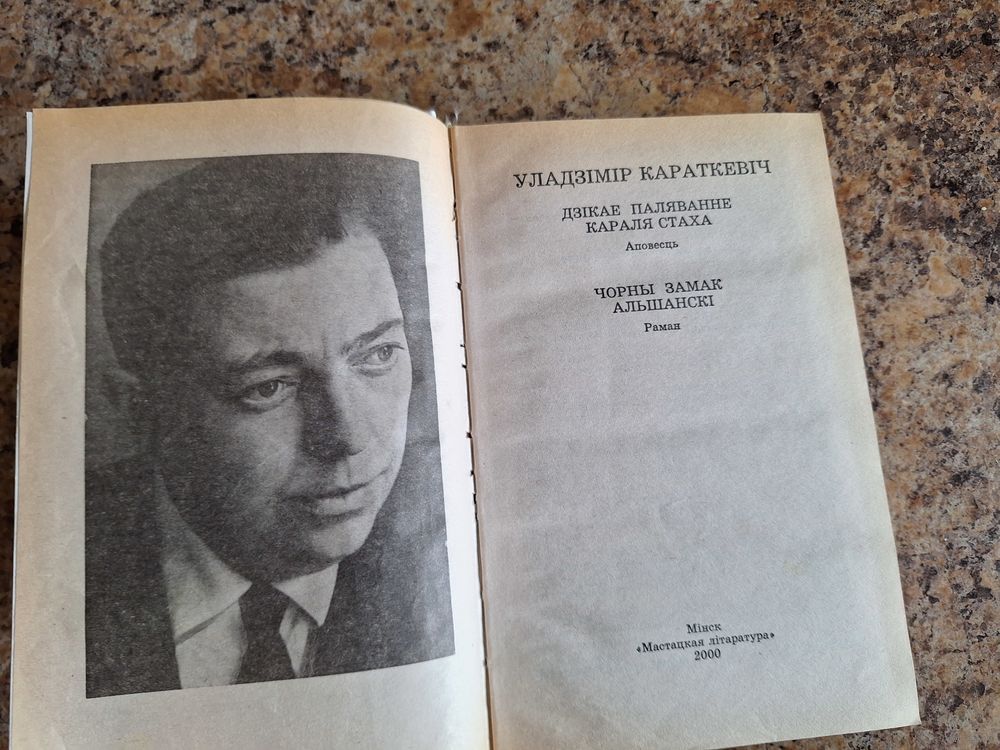 УЛАДЗІМІР КАРАТКЕВІЧ
ДЗІКАЕ ПАЛЯВАННЕ
КАРАЛЯ СТАХА
Аповесць
ЧОРНЫ ЗАМАК
АЛЬШАНСКІ
Раман
Мінск
«Мастацкая літаратура»
2000